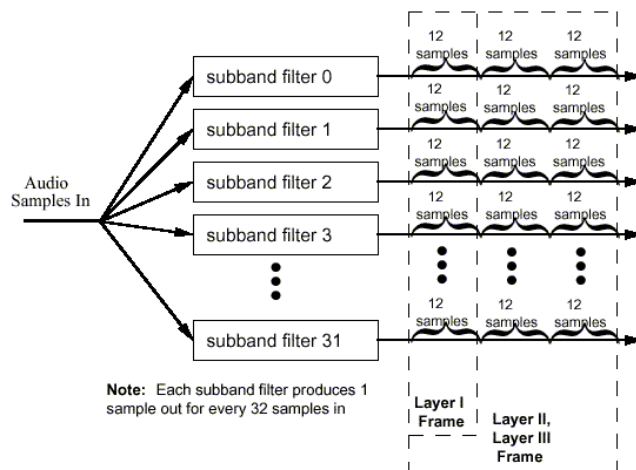 12 12 12
samples samples samples
subband filter 0
12 12 12
samples samples samples
subband filter 1
12 12 12
samples samples samples
subband filter 2
Audio
Samples In
12 12 12
samples samples samples
subband filter 3
12 12 12
samples samples samples
subband filter 31
Note: Each subband filter produces 1
sample out for every 32 samples in
Layer I
Frame
Layer II,
Layer III
Frame